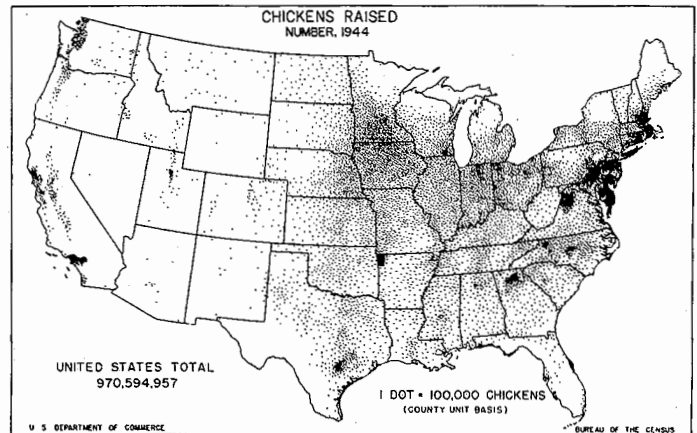 CHICKENS RAISED
NUMBER, 1944
UNITED STATES TOTAL
970,594,957
1 DOT = 100,000 CHICKENS
(COUNTY UNIT BASIS)
U S DEPARTMENT OF COMMERCE
BUREAU OF THE CENSUS